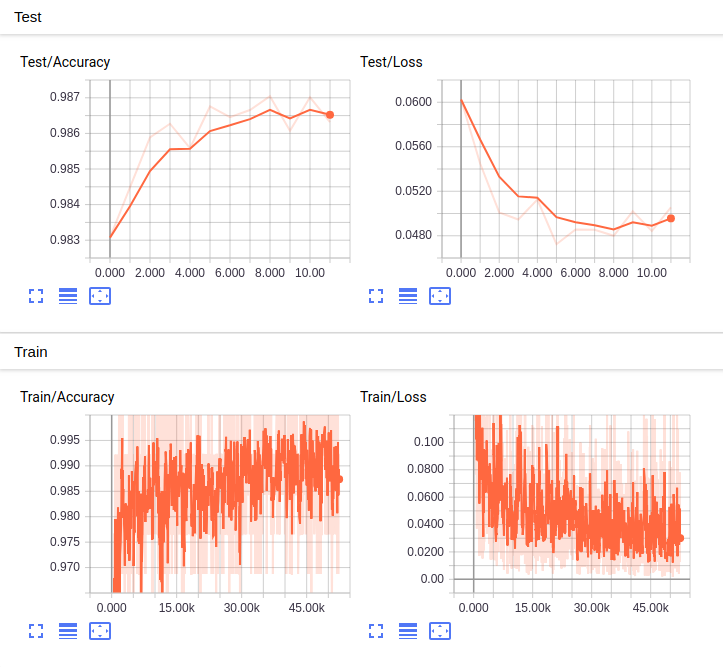 Test
Test/Accuracy Test/Loss
0.987 0.0600
0.986 0.0560
0.985 0.0520
0.984 0.0480
0.983
0.000 2.000 4.000 6.000 8.000 10.00 0.000 2.000 4.000 6.000 8.000 10.00
Train
Train/Accuracy Train/Loss
0.995 0.100
0.990 0.0800
0.985 0.0600
0.980 0.0400
0.975 0.0200
0.970 0.00
0.000 15.00k 30.00k 45.00k 0.000 15.00k 30.00k 45.00k